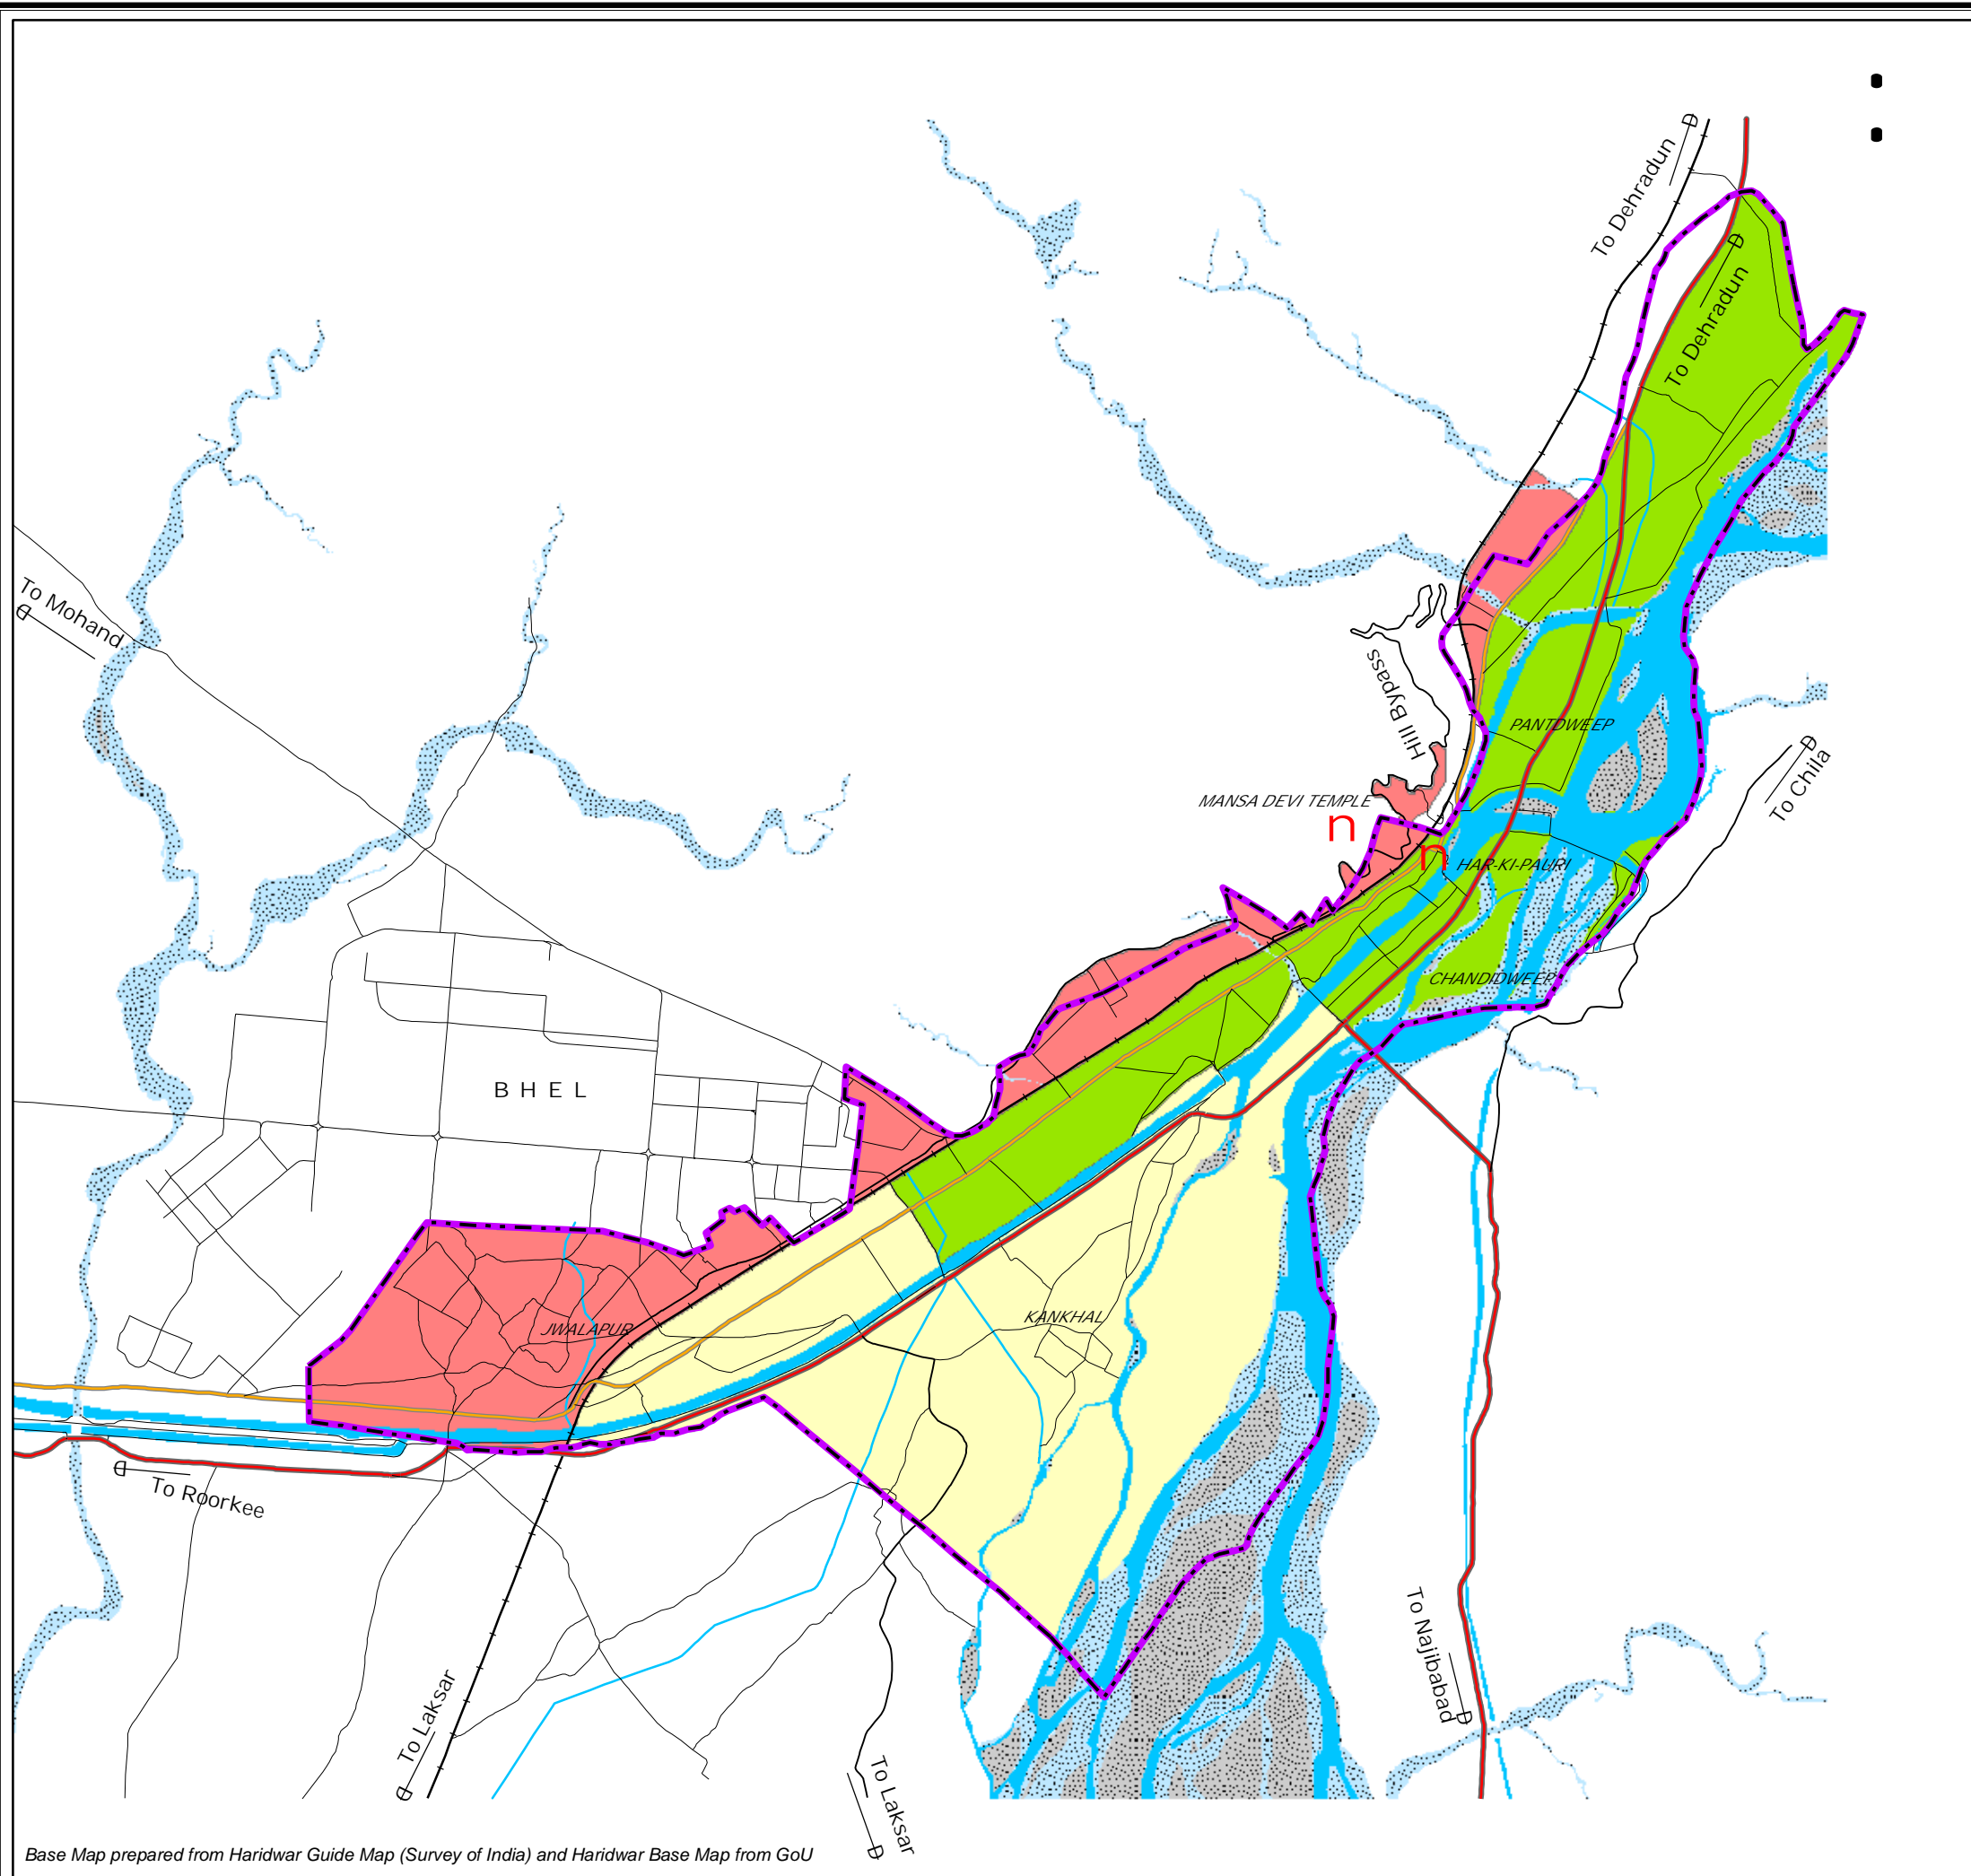 To Dehradun
To Dehradun
To Mohand
Hill Bypass
PANTDWEEP
To Chila
MANSA DEVI TEMPLE
n
n
HAR-KI-PAURI
CHANDIDWEEP
BHEL
KANKHAL
JWALAPUR
To Roorkee
To Najibabad
To Laksar
To Laksar
Base Map prepared from Haridwar Guide Map (Survey of India) and Haridwar Base Map from GoU